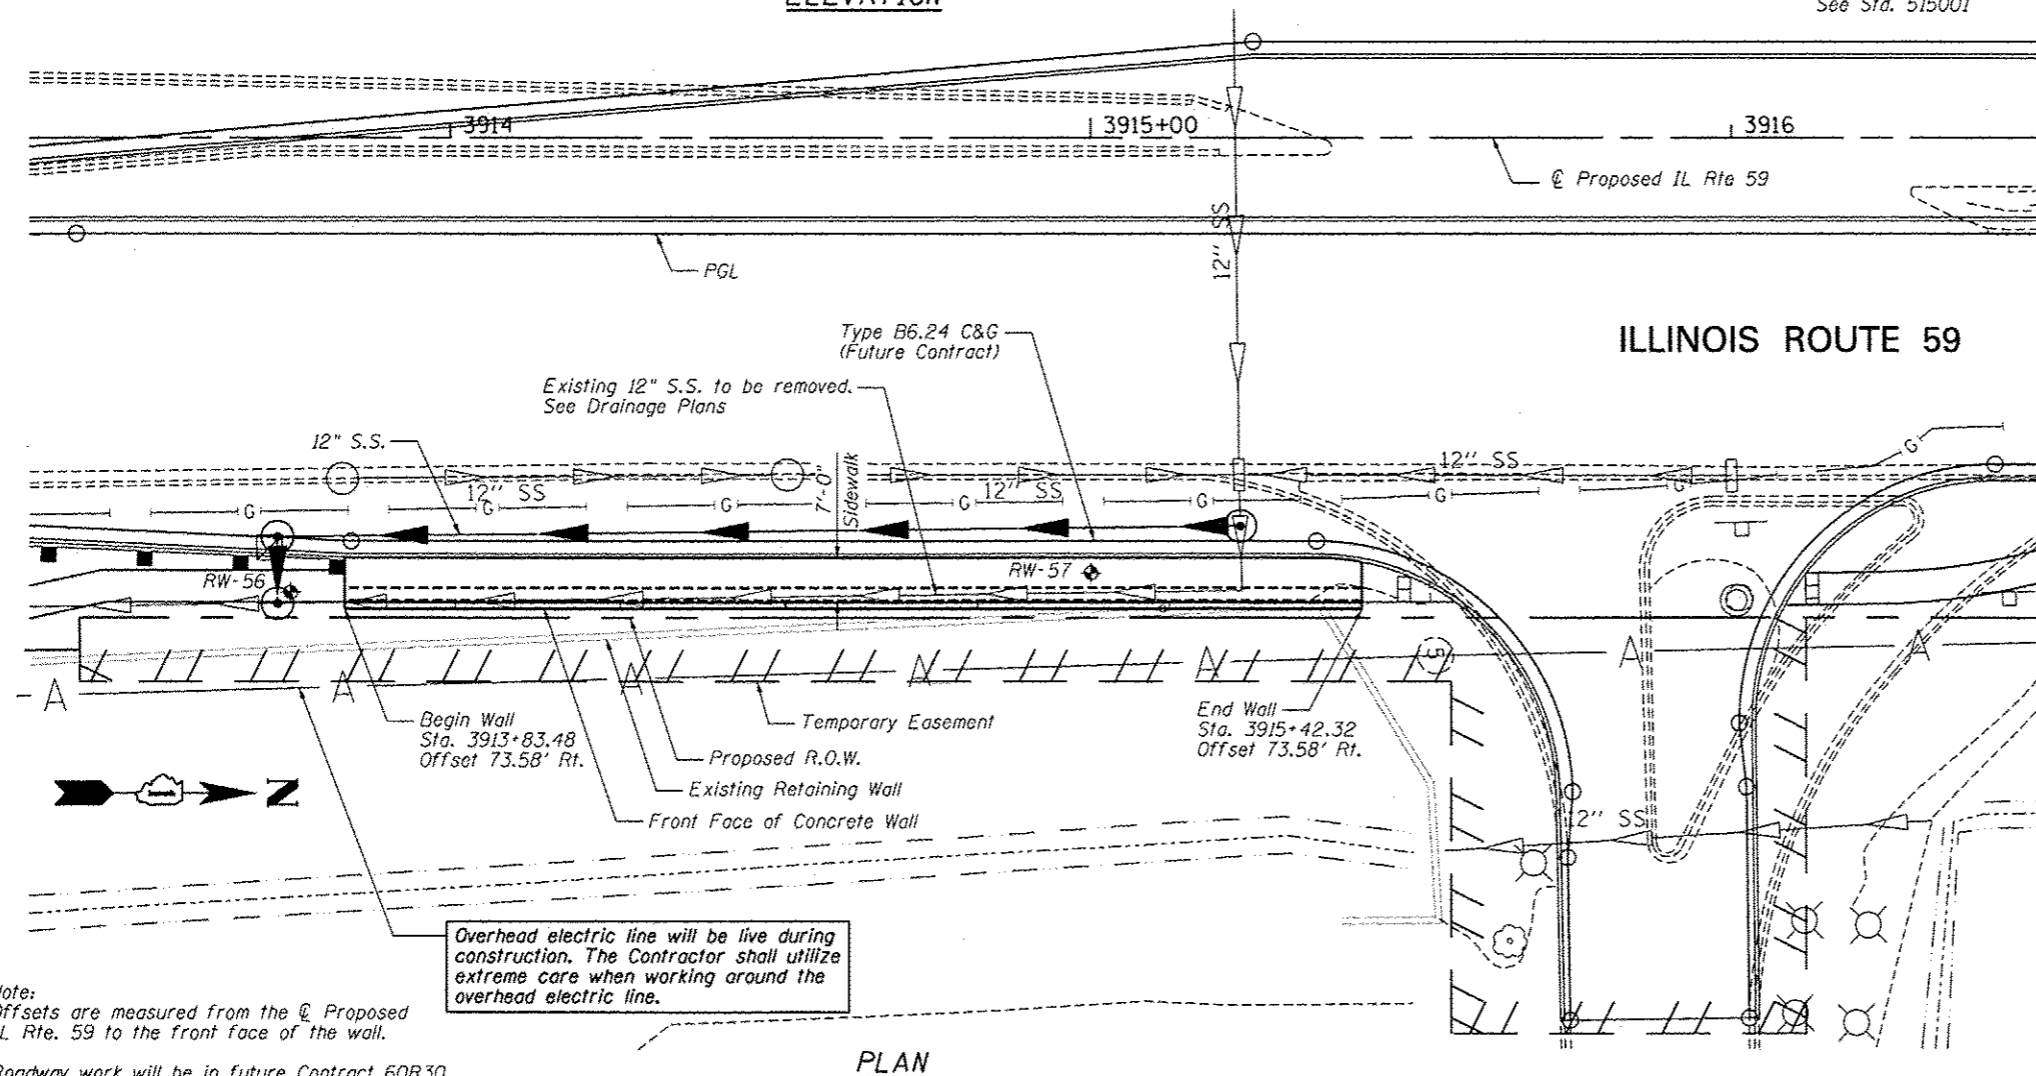 ELEVATION
See Std. 515001
3914
3915+00
3916
℄ Proposed IL Rte 59
12" SS
PGL
ILLINOIS ROUTE 59
Type B6.24 C&G
(Future Contract)
Existing 12" S.S. to be removed.
See Drainage Plans
12" S.S.
7'-0"
Sidewalk
12" SS
12" SS
12" SS
G
G
G
G
G
G
G
G
RW-56
RW-57
A
A
A
A
A
A
A
Begin Wall
Sta. 3913+83.48
Offset 73.58' Rt.
Temporary Easement
End Wall
Sta. 3915+42.32
Offset 73.58' Rt.
Proposed R.O.W.
Existing Retaining Wall
Front Face of Concrete Wall
N
12" SS
Overhead electric line will be live during
construction. The Contractor shall utilize
extreme care when working around the
overhead electric line.
Note:
Offsets are measured from the ℄ Proposed
IL Rte. 59 to the front face of the wall.
Roadway work will be in future Contract 60R30
PLAN